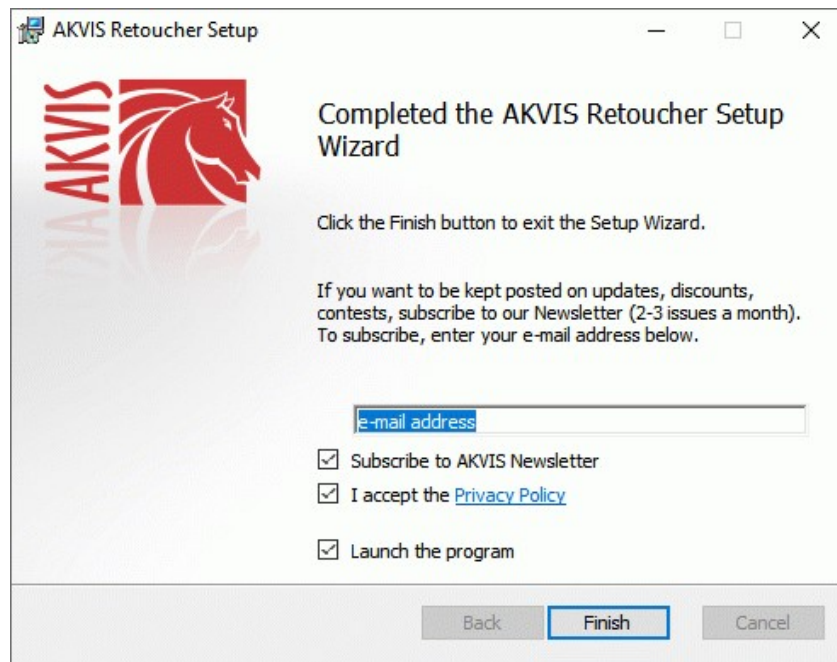 AKVIS Retoucher Setup
AKVIS
Completed the AKVIS Retoucher Setup
Wizard
Click the Finish button to exit the Setup Wizard.
If you want to be kept posted on updates, discounts,
contests, subscribe to our Newsletter (2-3 issues a month).
To subscribe, enter your e-mail address below.
e-mail address
Subscribe to AKVIS Newsletter
I accept the Privacy Policy
Launch the program
Back Finish Cancel